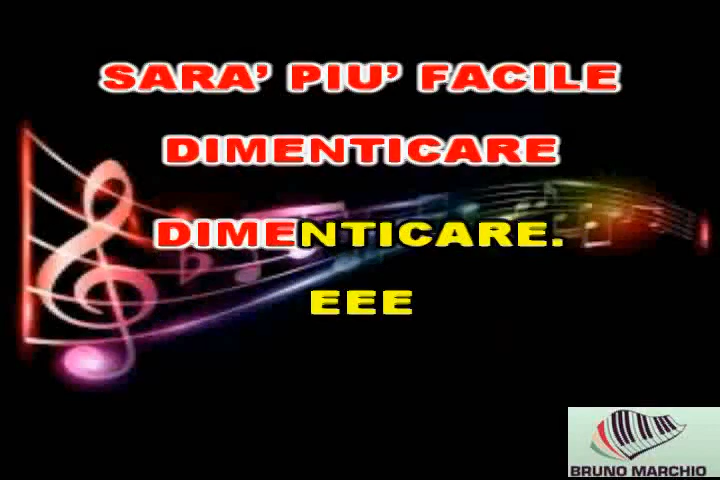 SARA' PIU' FACILE
DIMENTICARE
DIMENTICARE.
EEE
BRUNO MARCHIO